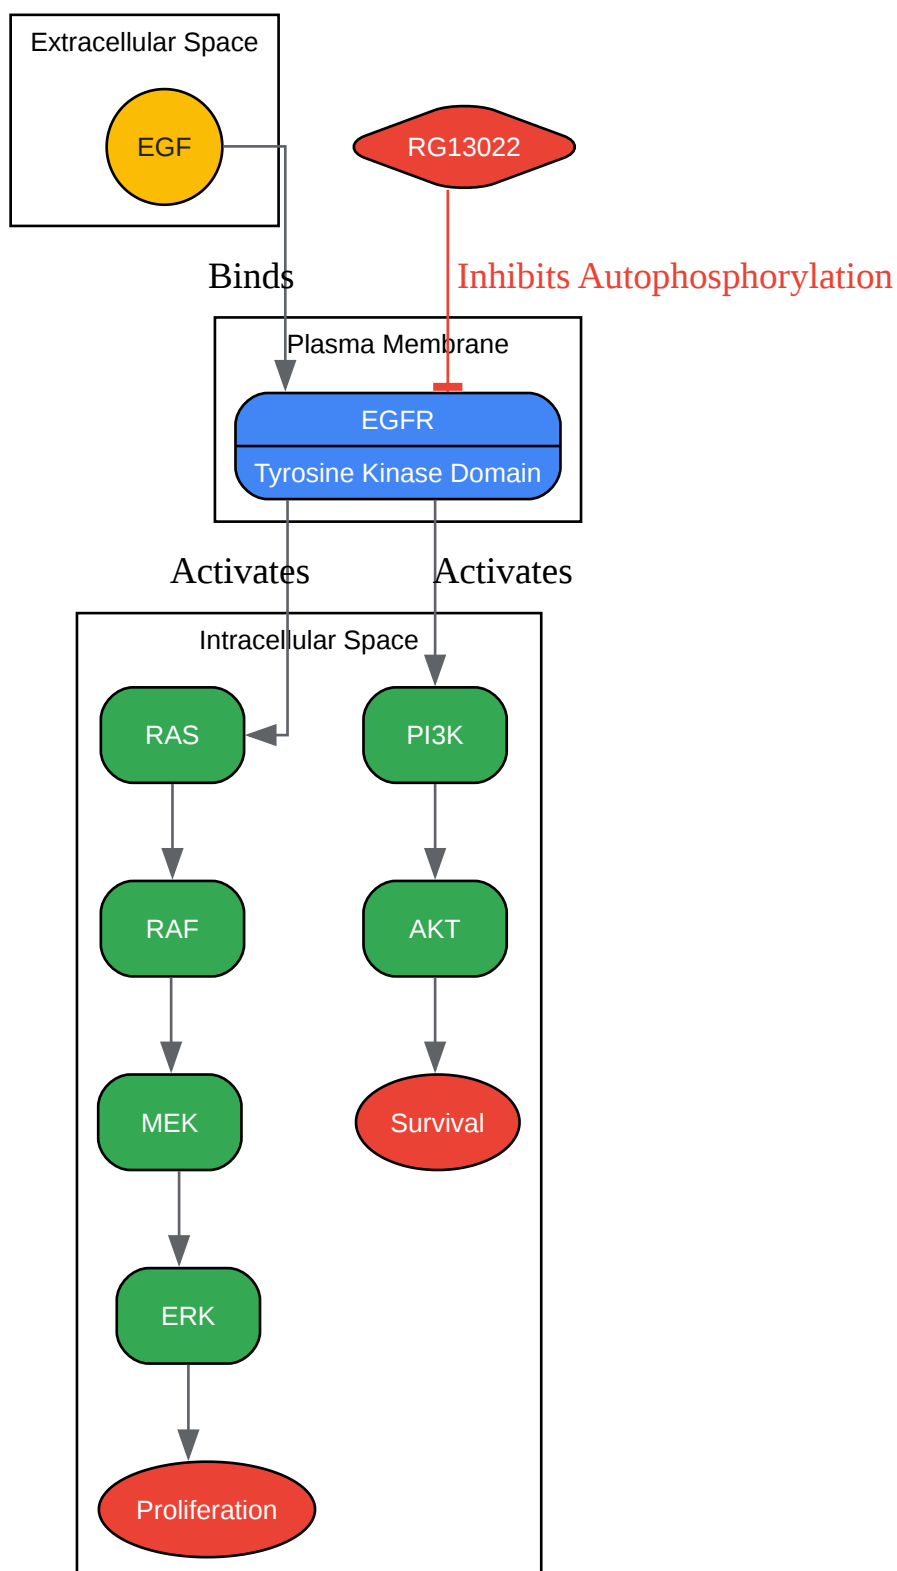 Extracellular Space
EGF
RG13022
Binds
Inhibits Autophosphorylation
Plasma Membrane
EGFR
Tyrosine Kinase Domain
Activates
Activates
Intracellular Space
RAS
PI3K
RAF
AKT
MEK
Survival
ERK
Proliferation